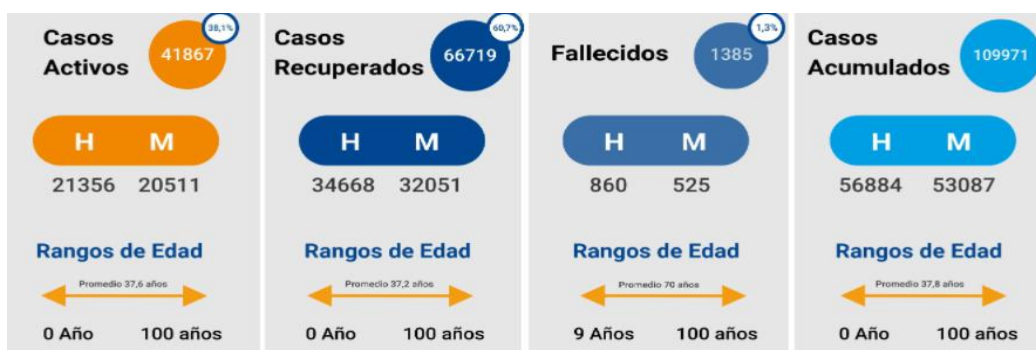 Casos
Activos
41867
38,1%
H M
21356 20511
Rangos de Edad
Promedio 37,6 años
0 Año 100 años
Casos
Recuperados
66719
60,7%
H M
34668 32051
Rangos de Edad
Promedio 37,2 años
0 Año 100 años
Fallecidos
1385
1,3%
H M
860 525
Rangos de Edad
Promedio 70 años
9 Años 100 años
Casos
Acumulados
109971
H M
56884 53087
Rangos de Edad
Promedio 37,8 años
0 Año 100 años